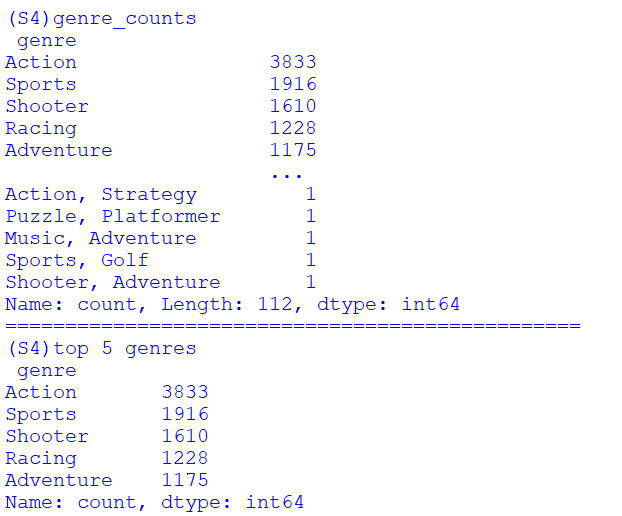 (S4)genre_counts
 genre
Action                3833
Sports                1916
Shooter               1610
Racing                1228
Adventure             1175
                      ...
Action, Strategy         1
Puzzle, Platformer       1
Music, Adventure         1
Sports, Golf             1
Shooter, Adventure       1
Name: count, Length: 112, dtype: int64
================================================
(S4)top 5 genres
 genre
Action       3833
Sports       1916
Shooter      1610
Racing       1228
Adventure    1175
Name: count, dtype: int64